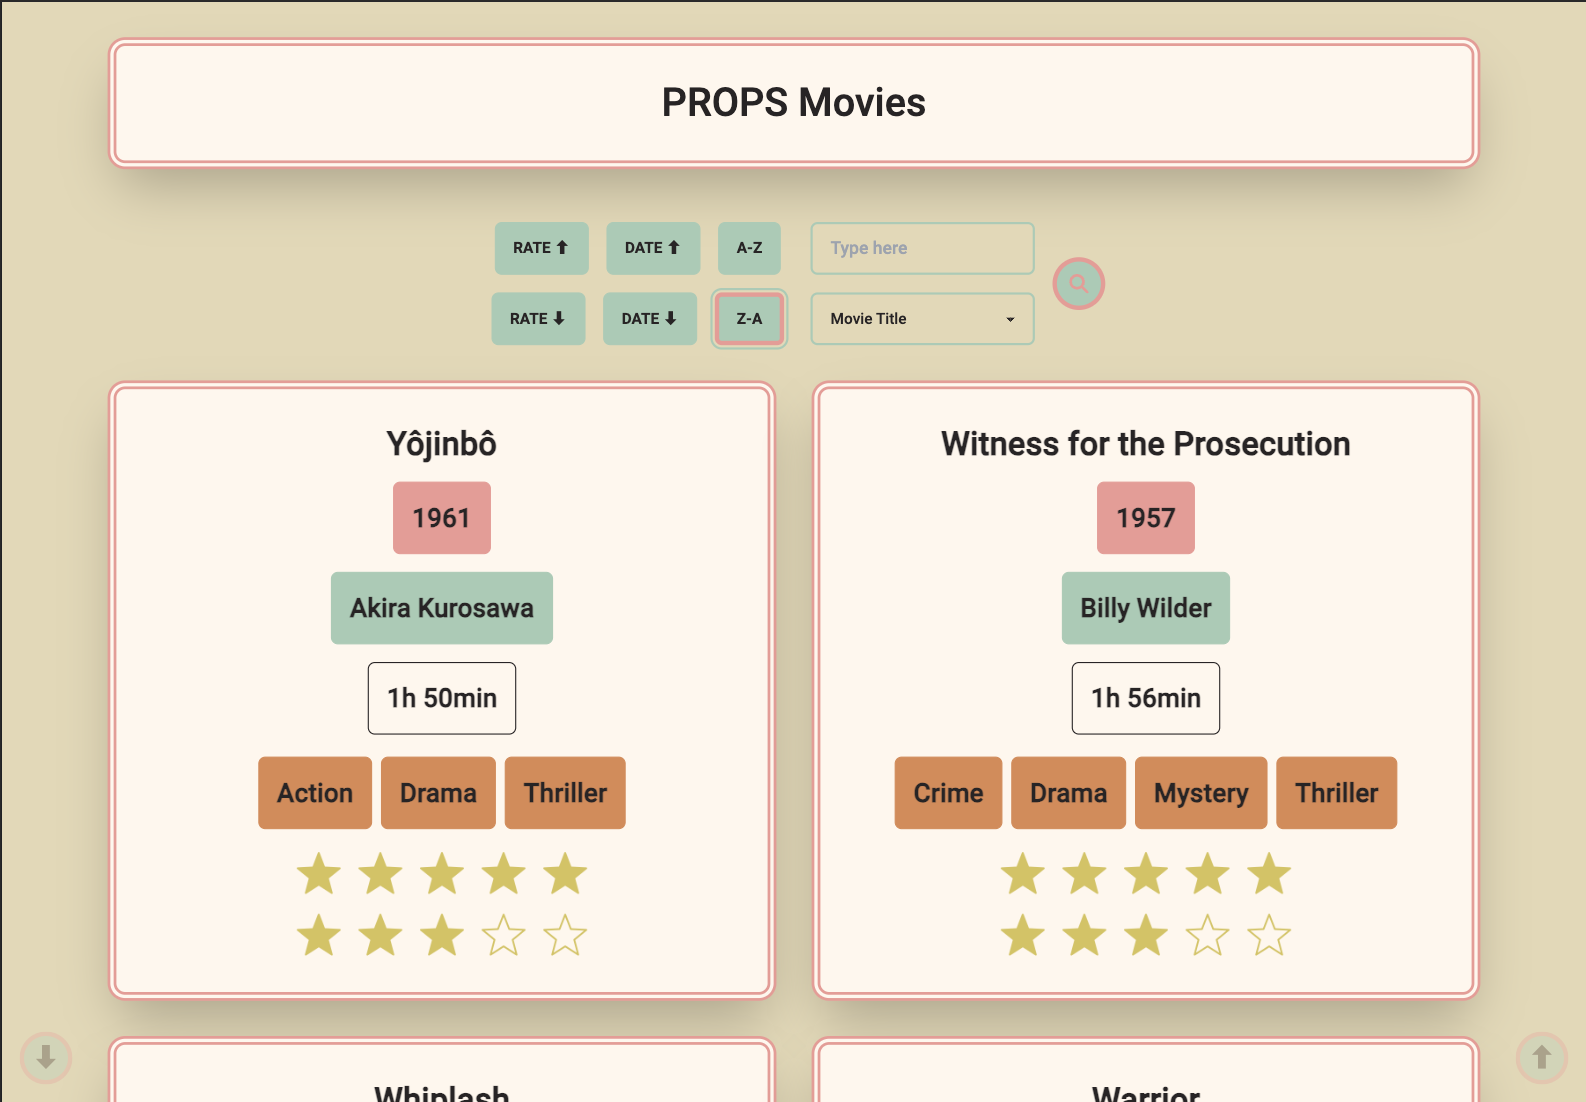 PROPS Movies
RATE ⬆ DATE ⬆ A-Z Type here
RATE ⬇ DATE ⬇ Z-A Movie Title
Yôjinbô
1961
Akira Kurosawa
1h 50min
Action Drama Thriller
Witness for the Prosecution
1957
Billy Wilder
1h 56min
Crime Drama Mystery Thriller
Whiplash
Warrior